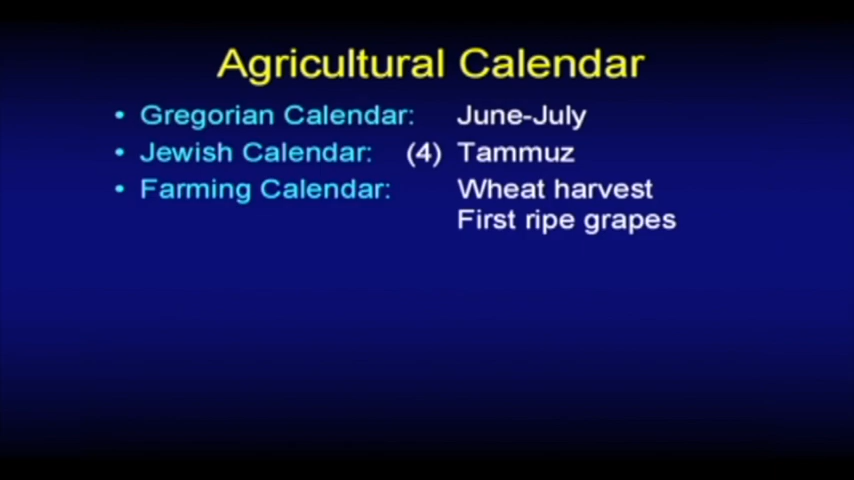 Agricultural Calendar
• Gregorian Calendar: June-July
• Jewish Calendar: (4) Tammuz
• Farming Calendar: Wheat harvest
First ripe grapes